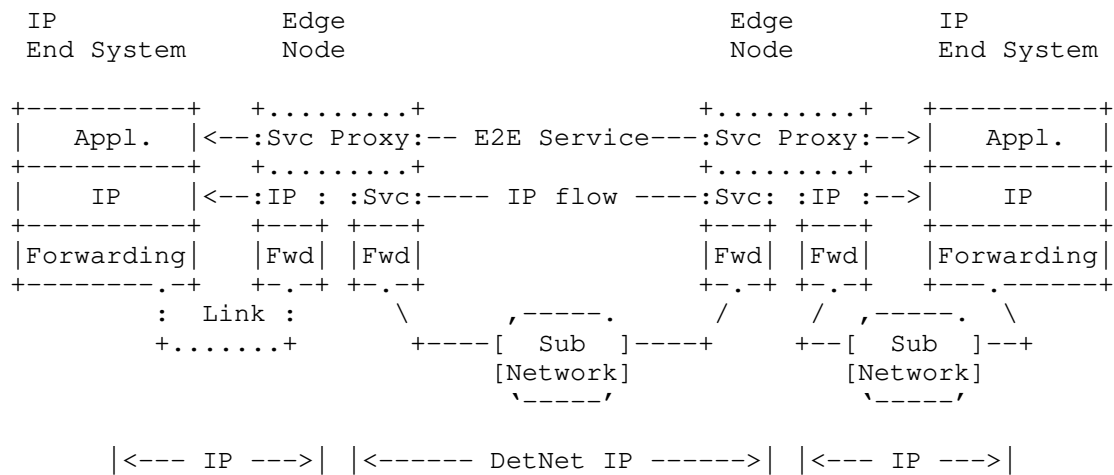 IP Edge Edge IP
End System Node Node End System
+----------+ +.........+ +.........+ +----------+
| Appl. |<--:Svc Proxy:-- E2E Service---:Svc Proxy:-->| Appl. |
+----------+ +.........+ +.........+ +----------+
| IP |<--:IP : :Svc:---- IP flow ----:Svc: :IP :-->| IP |
+----------+ +---+ +---+ +---+ +---+ +----------+
|Forwarding| |Fwd| |Fwd| |Fwd| |Fwd| |Forwarding|
+--------.-+ +-.-+ +-.-+ +-.-+ +-.-+ +---.------+
: Link : \ ,-----. / / ,-----. \
+.......+ +----[ Sub ]----+ +--[ Sub ]--+
[Network] [Network]
`-----' `-----'
|<--- IP --->| |<------ DetNet IP ------>| |<--- IP --->|